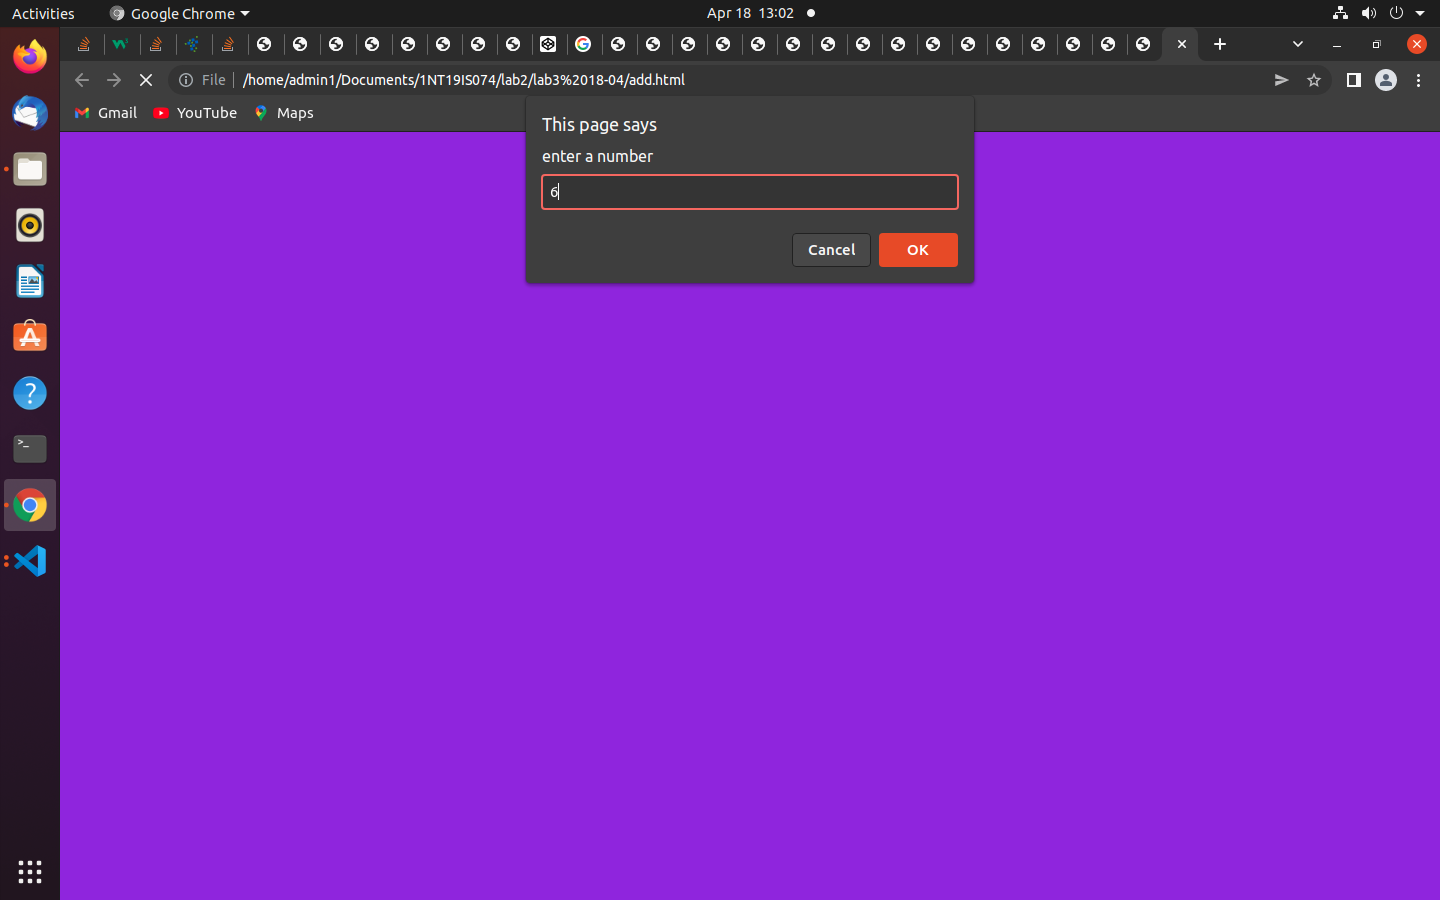 Activities
Google Chrome
Apr 18 13:02
File
/home/admin1/Documents/1NT19IS074/lab2/lab3%2018-04/add.html
Gmail
YouTube
Maps
This page says
enter a number
6
Cancel
OK